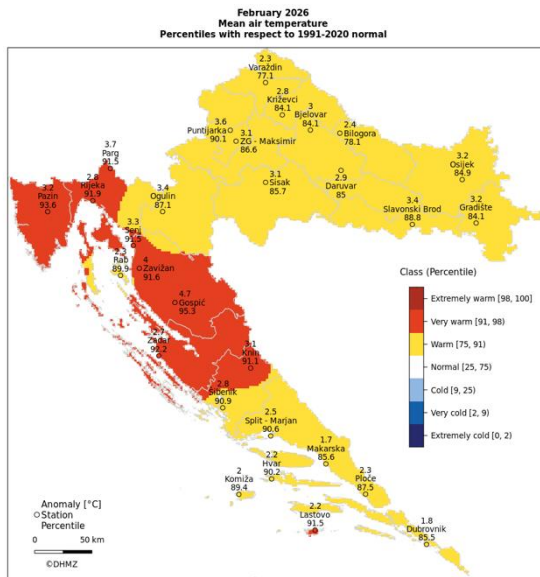 February 2026
Mean air temperature
Percentiles with respect to 1991-2020 normal
2.3
Varaždin
77.1
2.8
Križevci
84.1
3
Bjelovar
84.1
3.6
Puntijarka
90.1
3.1
ZG - Maksimir
86.6
2.4
Bilogora
78.1
3.7
Parg
91.5
2.8
Rijeka
91.9
3.2
Pazin
93.6
3.4
Ogulin
87.1
3.1
Sisak
85.7
2.9
Daruvar
85
3.2
Osijek
84.9
3.4
Slavonski Brod
88.8
3.2
Gradište
84.1
3.3
Senj
91.5
2.3
Rab
89.9
4
Zavižan
91.6
4.7
Gospić
95.3
2.7
Zadar
92.2
3.1
Knin
91.1
2.8
Šibenik
90.9
2.5
Split - Marjan
90.6
1.7
Makarska
85.6
2.2
Hvar
90.2
2
Komiža
89.4
2.3
Ploče
87.5
2.2
Lastovo
91.5
1.8
Dubrovnik
85.5
Class (Percentile)
Extremely warm [98, 100]
Very warm [91, 98)
Warm [75, 91)
Normal [25, 75)
Cold [9, 25)
Very cold [2, 9)
Extremely cold [0, 2)
Anomaly [°C]
Station
Percentile
0 50 km
©DHMZ